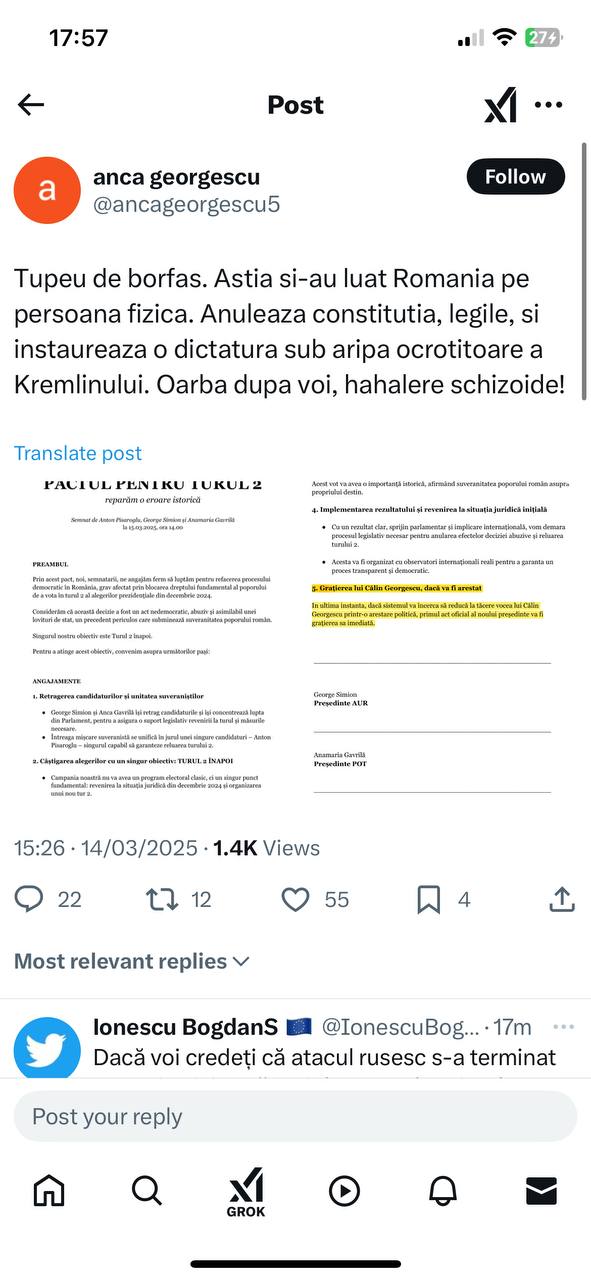 17:57
27
Post
anca georgescu
@ancageorgescu5
Follow
Tupeu de borfas. Astia si-au luat Romania pe
persoana fizica. Anuleaza constitutia, legile, si
instaureaza o dictatura sub aripa ocrotitoare a
Kremlinului. Oarba dupa voi, hahalere schizoide!
Translate post
PACTUL PENTRU TURUL 2
reparăm o eroare istorică
Semnat de Anton Pisaroglu, George Simion și Anamaria Gavrilă
la 15.03.2025, ora 14.00
PREAMBUL
Prin acest pact, noi, semnatarii, ne angajăm ferm să luptăm pentru refacerea procesului
democratic în România, grav afectat prin blocarea dreptului fundamental al poporului
de a vota în turul 2 al alegerilor prezidențiale din decembrie 2024.
Considerăm că această decizie a fost un act nedemocratic, abuziv și asimilabil unei
lovituri de stat, un precedent periculos care subminează suveranitatea poporului român.
Singurul nostru obiectiv este Turul 2 înapoi.
Pentru a atinge acest obiectiv, convenim asupra următorilor pași:
ANGAJAMENTE
1. Retragerea candidaturilor și unitatea suveraniștilor
• George Simion și Anca Gavrilă își retrag candidaturile și își concentrează lupta
din Parlament, pentru a asigura o suport legislativ revenirii la turul și măsurile
necesare.
• Întreaga mișcare suveranistă se unifică în jurul unei singure candidaturi – Anton
Pisaroglu – singurul capabil să garanteze reluarea turului 2.
2. Câștigarea alegerilor cu un singur obiectiv: TURUL 2 ÎNAPOI
• Campania noastră nu va avea un program electoral clasic, ci un singur punct
fundamental: revenirea la situația juridică din decembrie 2024 și organizarea
unui nou tur 2.
Acest vot va avea o importanță istorică, afirmând suveranitatea poporului român asupra
propriului destin.
4. Implementarea rezultatului și revenirea la situația juridică inițială
• Cu un rezultat clar, sprijin parlamentar și implicare internațională, vom demara
procesul legislativ necesar pentru anularea efectelor deciziei abuzive și reluarea
turului 2.
• Acesta va fi organizat cu observatori internaționali reali pentru a garanta un
proces transparent și democratic.
5. Grațierea lui Călin Georgescu, dacă va fi arestat
In ultima instanta, dacă sistemul va încerca să reducă la tăcere vocea lui Călin
Georgescu printr-o arestare politică, primul act oficial al noului președinte va fi
grațierea sa imediată.
George Simion
Președinte AUR
Anamaria Gavrilă
Președinte POT
15:26 · 14/03/2025 · 1.4K Views
22
12
55
4
Most relevant replies
Ionescu BogdanS @IonescuBog... · 17m
Dacă voi credeți că atacul rusesc s-a terminat
Post your reply
GROK